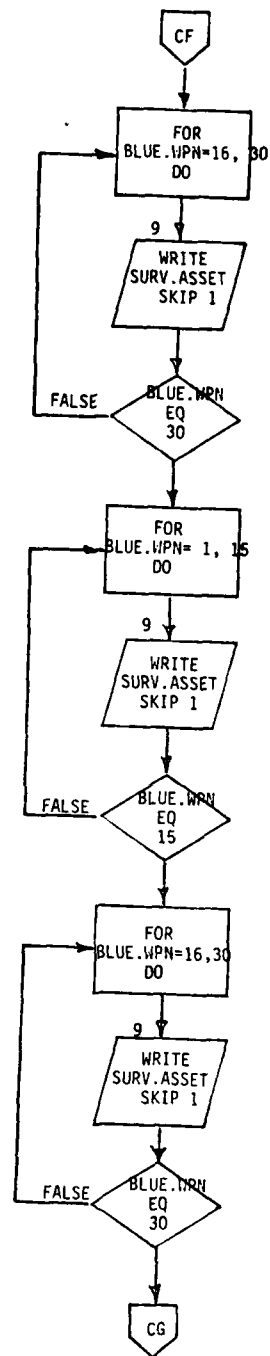 CF
FOR
BLUE.WPN=16, 30
DO
9
WRITE
SURV.ASSET
SKIP 1
FALSE
BLUE.WPN
EQ
30
FOR
BLUE.WPN= 1, 15
DO
9
WRITE
SURV.ASSET
SKIP 1
FALSE
BLUE.WPN
EQ
15
FOR
BLUE.WPN=16,30
DO
9
WRITE
SURV.ASSET
SKIP 1
FALSE
BLUE.WPN
EQ
30
CG